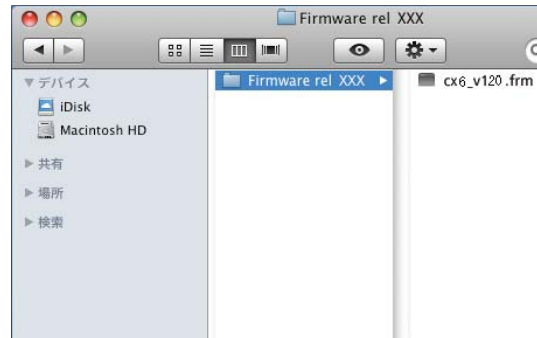 Firmware rel XXX
デバイス
iDisk
Macintosh HD
共有
場所
検索
Firmware rel XXX
cx6_v120.frm